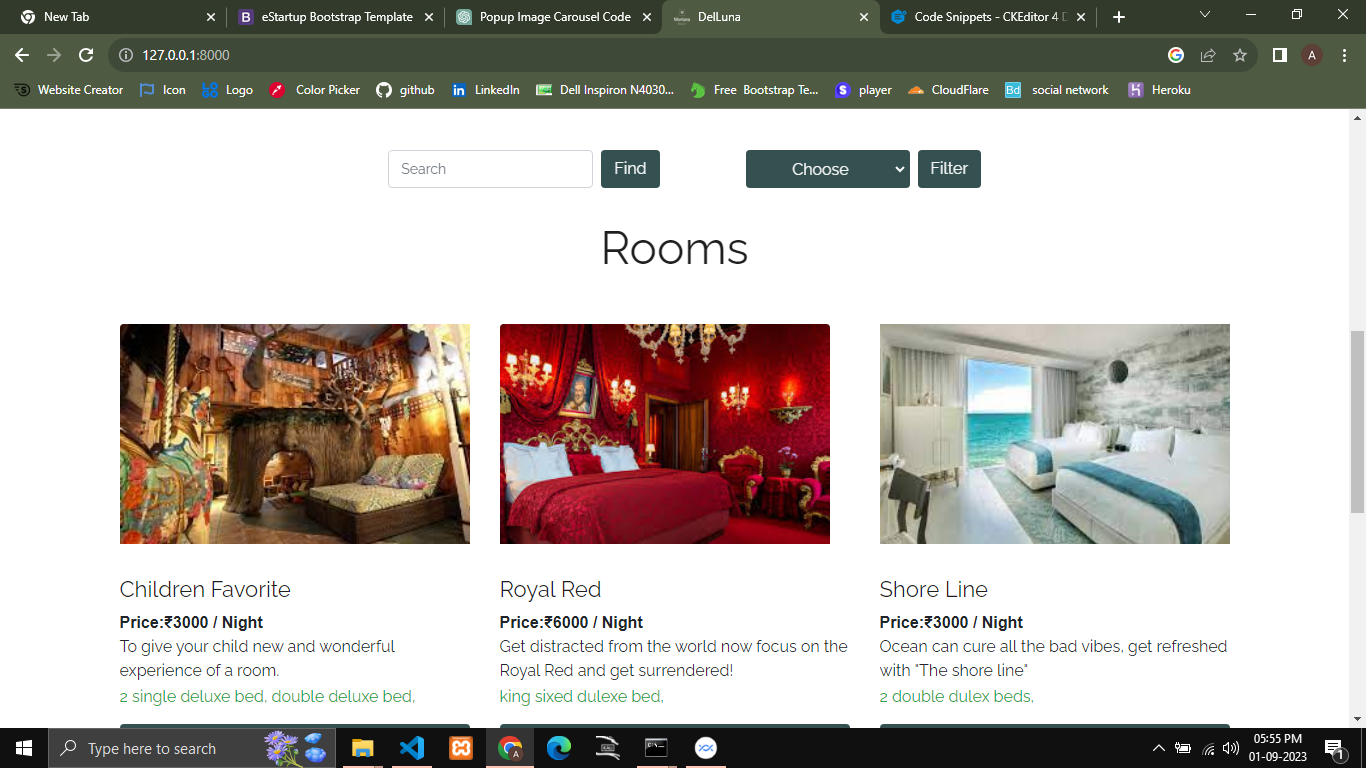 New Tab
eStartup Bootstrap Template
Popup Image Carousel Code
DelLuna
Code Snippets - CKEditor 4 D
127.0.0.1:8000
A
Website Creator
Icon
Logo
Color Picker
github
LinkedIn
Dell Inspiron N4030...
Free Bootstrap Te...
player
CloudFlare
Bd social network
Heroku
Search
Find
Choose
Filter
Rooms
Children Favorite
Price:₹3000 / Night
To give your child new and wonderful
experience of a room.
2 single deluxe bed, double deluxe bed,
Royal Red
Price:₹6000 / Night
Get distracted from the world now focus on the
Royal Red and get surrendered!
king sixed dulexe bed,
Shore Line
Price:₹3000 / Night
Ocean can cure all the bad vibes, get refreshed
with "The shore line"
2 double dulex beds,
Type here to search
05:55 PM
01-09-2023
1